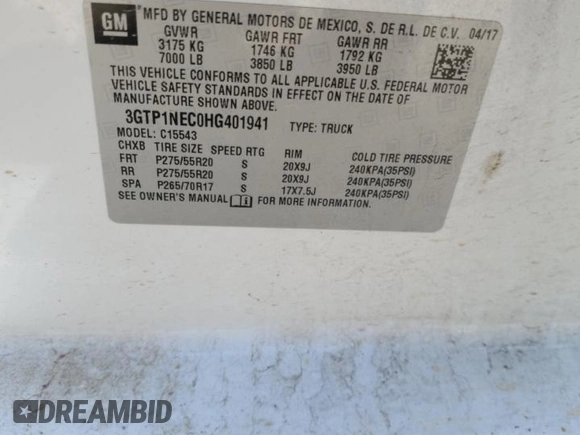 GM
MFD BY GENERAL MOTORS DE MEXICO, S. DE R.L. DE C.V. 04/17
GVWR GAWR FRT GAWR RR
3175 KG 1746 KG 1792 KG
7000 LB 3850 LB 3950 LB
THIS VEHICLE CONFORMS TO ALL APPLICABLE U.S. FEDERAL MOTOR
VEHICLE SAFETY STANDARDS IN EFFECT ON THE DATE OF
MANUFACTURE SHOWN ABOVE.
3GTP1NEC0HG401941 TYPE: TRUCK
MODEL: C15543
CHXB TIRE SIZE SPEED RTG RIM COLD TIRE PRESSURE
FRT P275/55R20 S 20X9J 240KPA(35PSI)
RR P275/55R20 S 20X9J 240KPA(35PSI)
SPA P265/70R17 S 17X7.5J 240KPA(35PSI)
SEE OWNER'S MANUAL FOR MORE INFORMATION.
DREAMBID